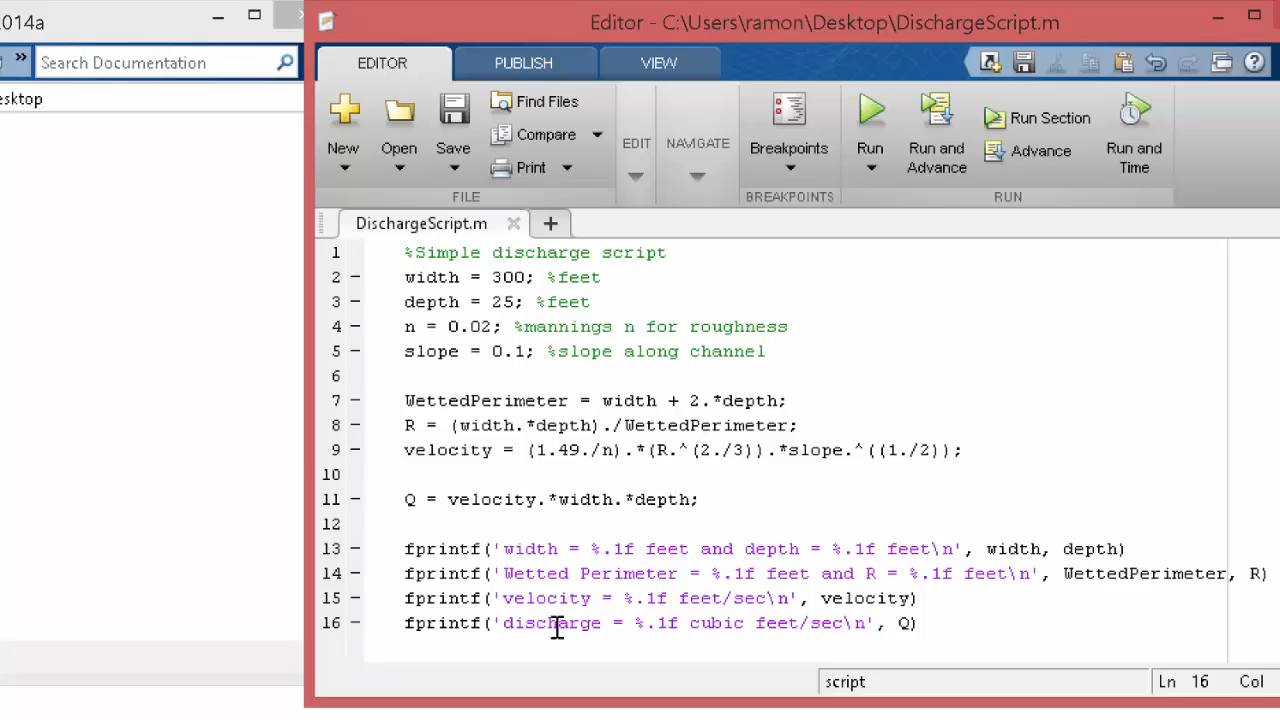 2014a
Editor - C:\Users\ramon\Desktop\DischargeScript.m
»
Search Documentation
EDITOR
PUBLISH
VIEW
esktop
New
Open
Save
Find Files
Compare
Print
FILE
EDIT
NAVIGATE
Breakpoints
BREAKPOINTS
Run
Run and
Advance
Run Section
Advance
Run and
Time
RUN
DischargeScript.m
1 %Simple discharge script
2 – width = 300; %feet
3 – depth = 25; %feet
4 – n = 0.02; %mannings n for roughness
5 – slope = 0.1; %slope along channel
6
7 – WettedPerimeter = width + 2.*depth;
8 – R = (width.*depth)./WettedPerimeter;
9 – velocity = (1.49./n).*(R.^(2./3)).*slope.^((1./2));
10
11 – Q = velocity.*width.*depth;
12
13 – fprintf('width = %.1f feet and depth = %.1f feet\n', width, depth)
14 – fprintf('Wetted Perimeter = %.1f feet and R = %.1f feet\n', WettedPerimeter, R)
15 – fprintf('velocity = %.1f feet/sec\n', velocity)
16 – fprintf('discharge = %.1f cubic feet/sec\n', Q)
script
Ln 16 Col